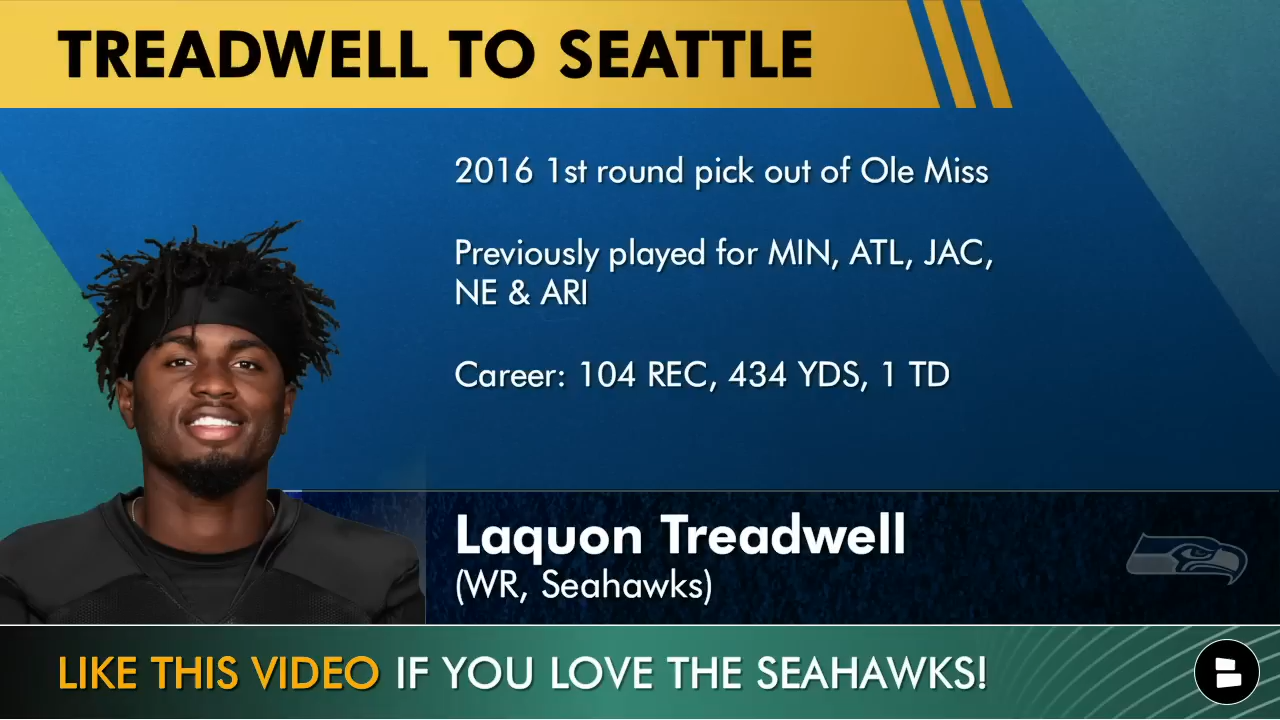 TREADWELL TO SEATTLE
2016 1st round pick out of Ole Miss
Previously played for MIN, ATL, JAC,
NE & ARI
Career: 104 REC, 434 YDS, 1 TD
Laquon Treadwell
(WR, Seahawks)
LIKE THIS VIDEO IF YOU LOVE THE SEAHAWKS!